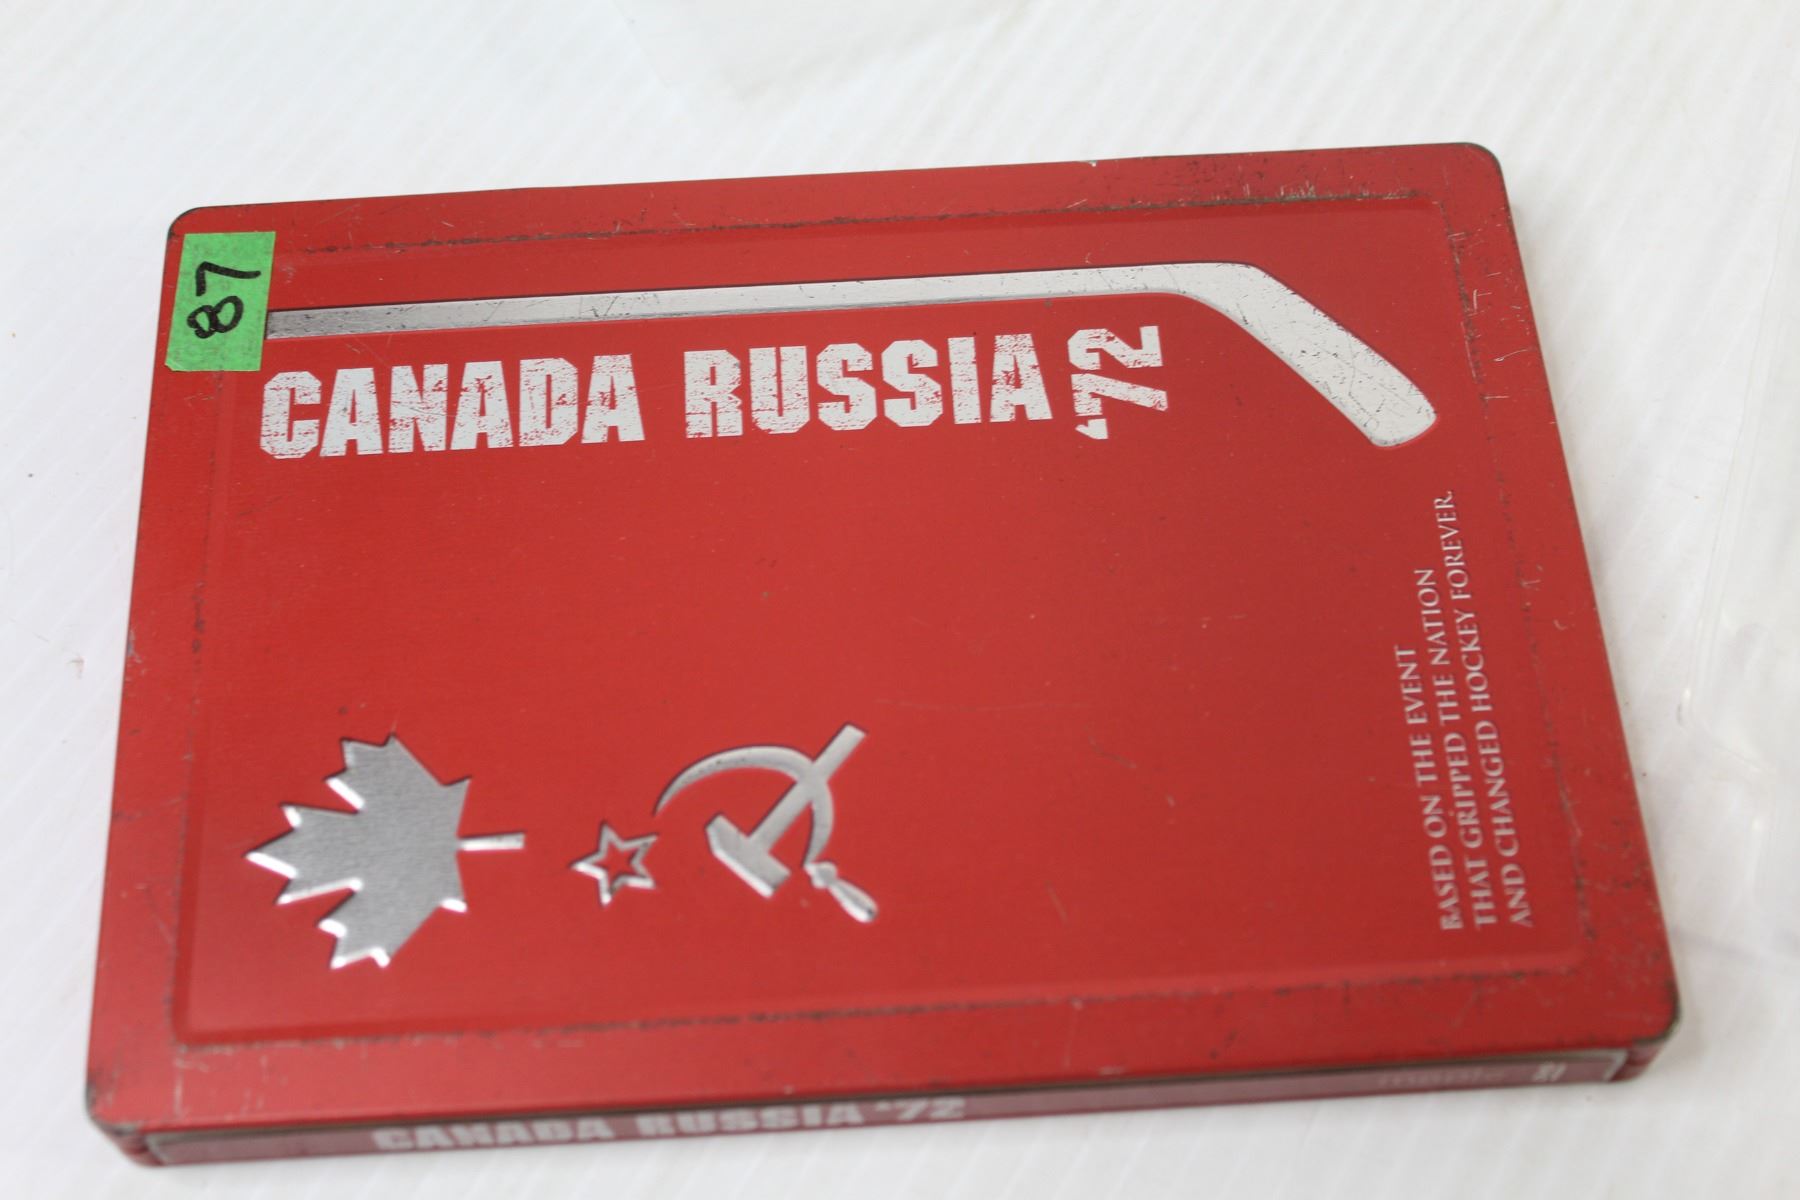 87
CANADA RUSSIA '72
BASED ON THE EVENT
THAT GRIPPED THE NATION
AND CHANGED HOCKEY FOREVER.
CANADA RUSSIA '72